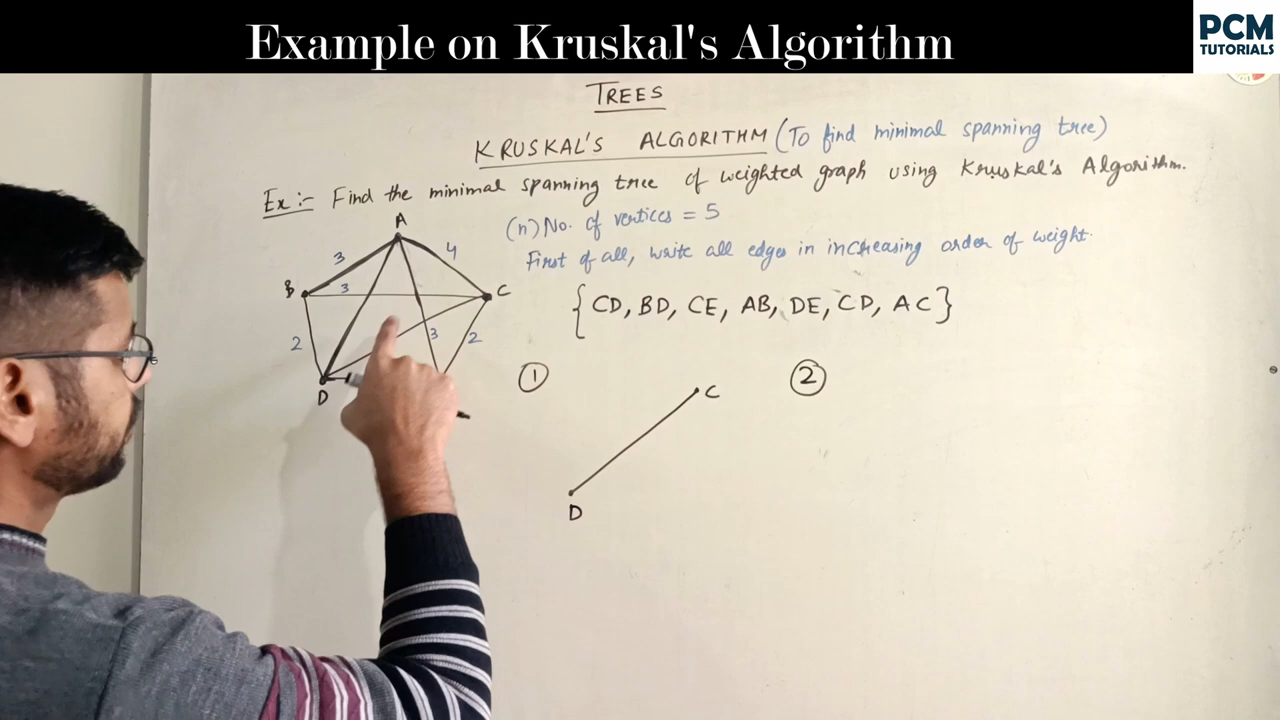 Example on Kruskal's Algorithm
PCM
TUTORIALS
TREES
KRUSKAL'S ALGORITHM (To find minimal spanning tree)
Ex:- Find the minimal spanning tree of weighted graph using Kruskal's Algorithm.
(n) No. of vertices = 5
First of all, write all edges in increasing order of weight.
{CD, BD, CE, AB, DE, CD, AC}
A
3
4
B
3
C
2
3
2
D
①
C
D
②